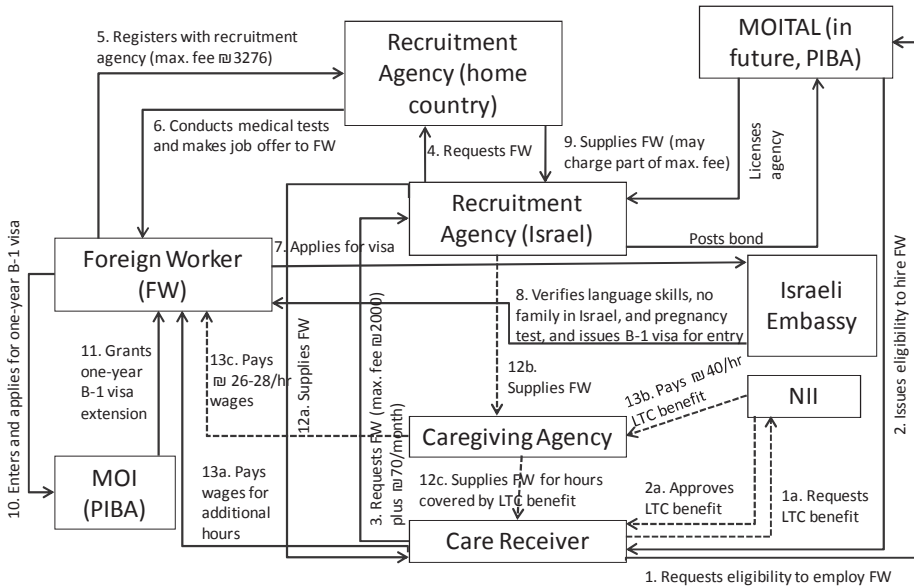 5. Registers with recruitment
agency (max. fee ₪3276)
Recruitment
Agency (home
country)
MOITAL (in
future, PIBA)
6. Conducts medical tests
and makes job offer to FW
4. Requests FW
9. Supplies FW (may
charge part of max. fee)
Licenses
agency
Recruitment
Agency (Israel)
Posts bond
7. Applies for visa
Foreign Worker
(FW)
8. Verifies language skills, no
family in Israel, and pregnancy
test, and issues B-1 visa for entry
Israeli
Embassy
2. Issues eligibility to hire FW
10. Enters and applies for one-year B-1 visa
11. Grants
one-year
B-1 visa
extension
13c. Pays
₪ 26-28/hr
wages
12a. Supplies FW
3. Requests FW (max. fee ₪2000)
plus ₪70/month)
12b.
Supplies FW
13b. Pays ₪40/hr
LTC benefit
NII
Caregiving Agency
MOI
(PIBA)
13a. Pays
wages for
additional
hours
12c. Supplies FW for hours
covered by LTC benefit
2a. Approves
LTC benefit
1a. Requests
LTC benefit
Care Receiver
1. Requests eligibility to employ FW